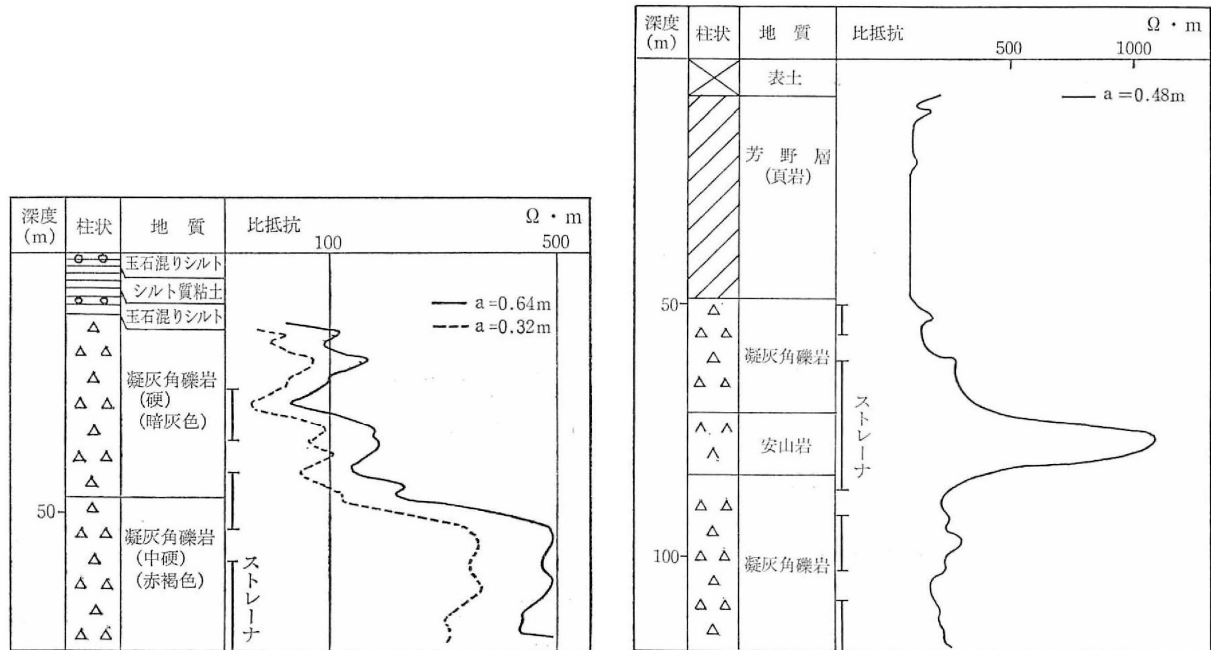 深度
(m)
柱状
地 質
比抵抗
Ω・m
100
500
玉石混りシルト
シルト質粘土
玉石混りシルト
a=0.64m
a=0.32m
凝灰角礫岩
(硬)
(暗灰色)
50
凝灰角礫岩
(中硬)
(赤褐色)
ストレーナ
深度
(m)
柱状
地 質
比抵抗
Ω・m
500
1000
表土
a=0.48m
芳 野 層
(頁岩)
50
凝灰角礫岩
ストレーナ
安山岩
100
凝灰角礫岩